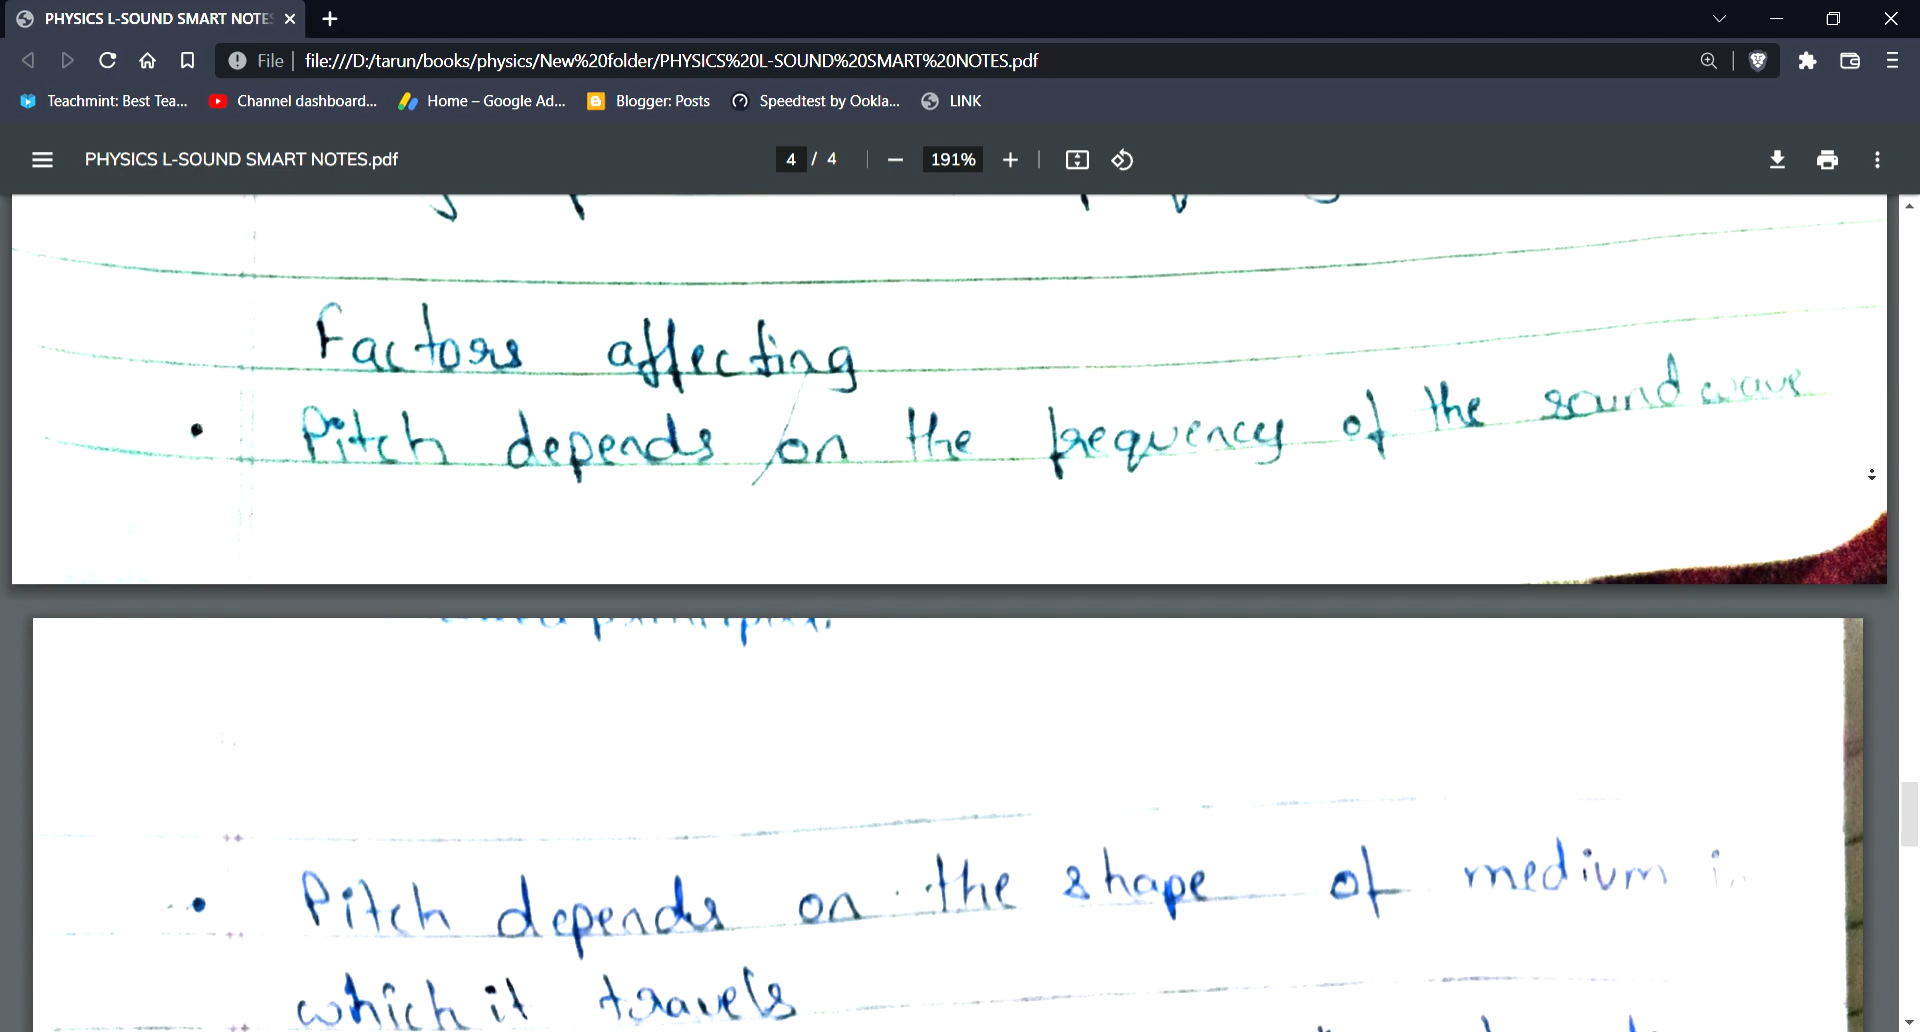 PHYSICS L-SOUND SMART NOTES
File file:///D:/tarun/books/physics/New%20folder/PHYSICS%20L-SOUND%20SMART%20NOTES.pdf
Teachmint: Best Tea... Channel dashboard... Home – Google Ad... Blogger: Posts Speedtest by Ookla... LINK
PHYSICS L-SOUND SMART NOTES.pdf 4 / 4 191%
Factors affecting
• Pitch depends on the frequency of the sound wave
• Pitch depends on the shape of medium in
which it travels